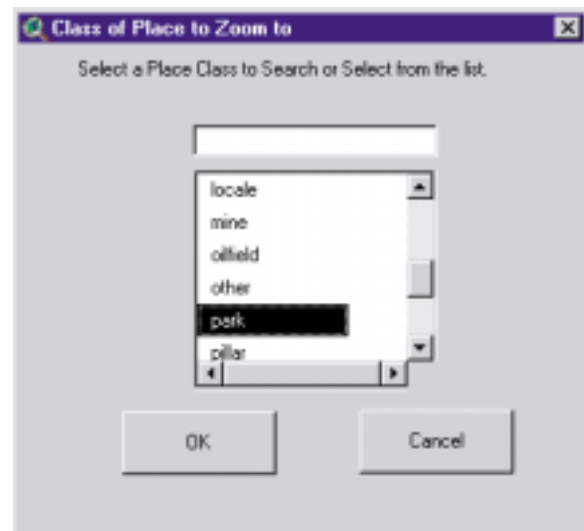 Class of Place to Zoom to
Select a Place Class to Search or Select from the list.
locale
mine
oilfield
other
park
pillar
OK
Cancel